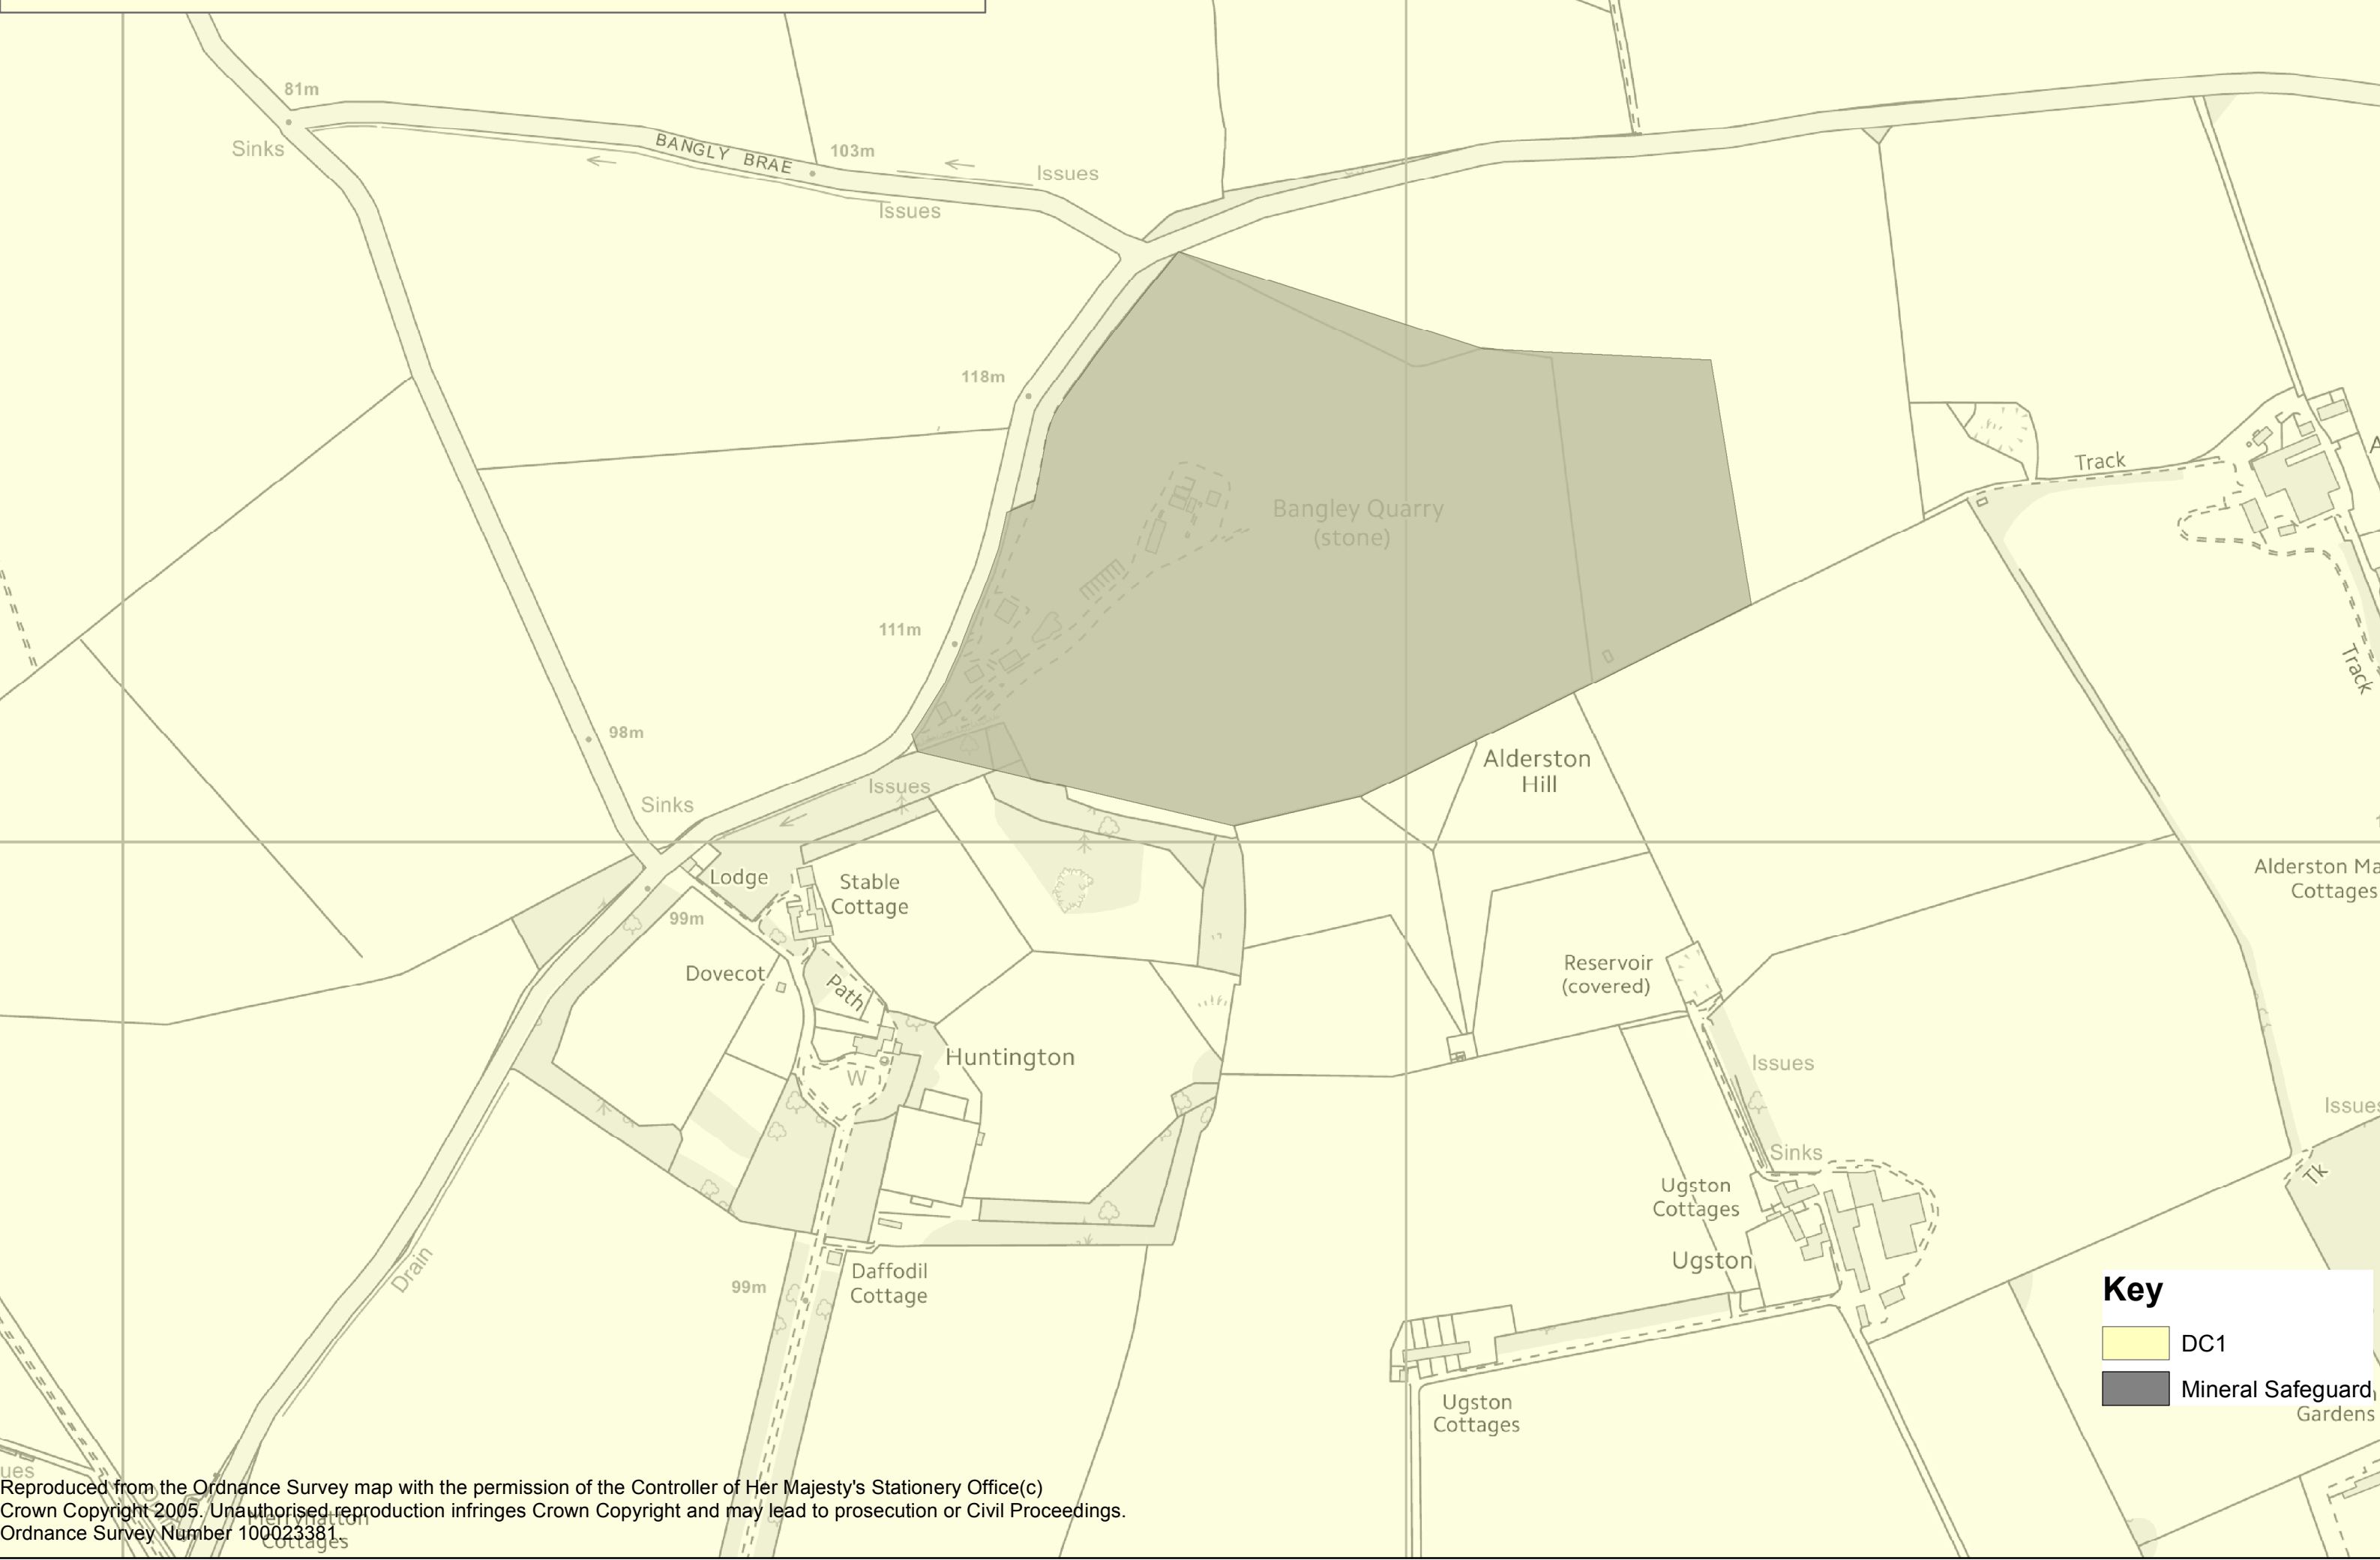 81m
Sinks
BANGLY BRAE
103m
Issues
Issues
118m
Bangley Quarry
(stone)
Track
Track
111m
98m
Sinks
Issues
Alderston
Hill
Lodge
Stable
Cottage
99m
Dovecot
Path
Reservoir
(covered)
Alderston Ma
Cottages
Huntington
W
Issues
Issues
Sinks
Tk
Ugston
Cottages
Ugston
Drain
99m
Daffodil
Cottage
Key
DC1
Mineral Safeguard
Gardens
Ugston
Cottages
ues
Reproduced from the Ordnance Survey map with the permission of the Controller of Her Majesty's Stationery Office(c)
Crown Copyright 2005. Unauthorised reproduction infringes Crown Copyright and may lead to prosecution or Civil Proceedings.
Ordnance Survey Number 100023381.
Cottages